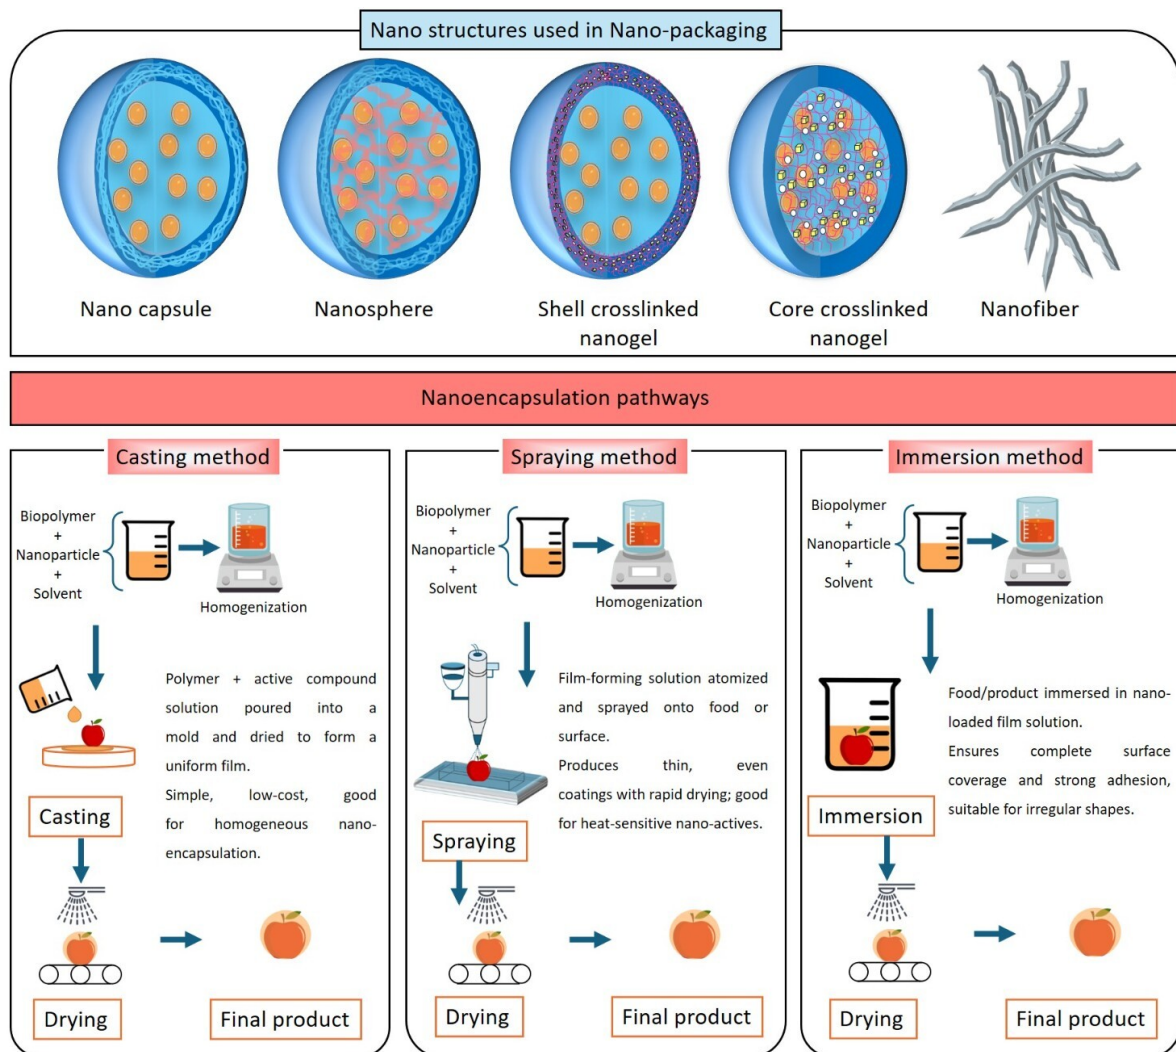 Nano structures used in Nano-packaging
Nano capsule
Nanosphere
Shell crosslinked
nanogel
Core crosslinked
nanogel
Nanofiber
Nanoencapsulation pathways
Casting method
Biopolymer
+
Nanoparticle
+
Solvent
Homogenization
Polymer + active compound
solution poured into a
mold and dried to form a
uniform film.
Simple, low-cost, good
for homogeneous nano-
encapsulation.
Casting
Drying
Final product
Spraying method
Biopolymer
+
Nanoparticle
+
Solvent
Homogenization
Film-forming solution atomized
and sprayed onto food or
surface.
Produces thin, even
coatings with rapid drying; good
for heat-sensitive nano-actives.
Spraying
Drying
Final product
Immersion method
Biopolymer
+
Nanoparticle
+
Solvent
Homogenization
Food/product immersed in nano-
loaded film solution.
Ensures complete surface
coverage and strong adhesion,
suitable for irregular shapes.
Immersion
Drying
Final product